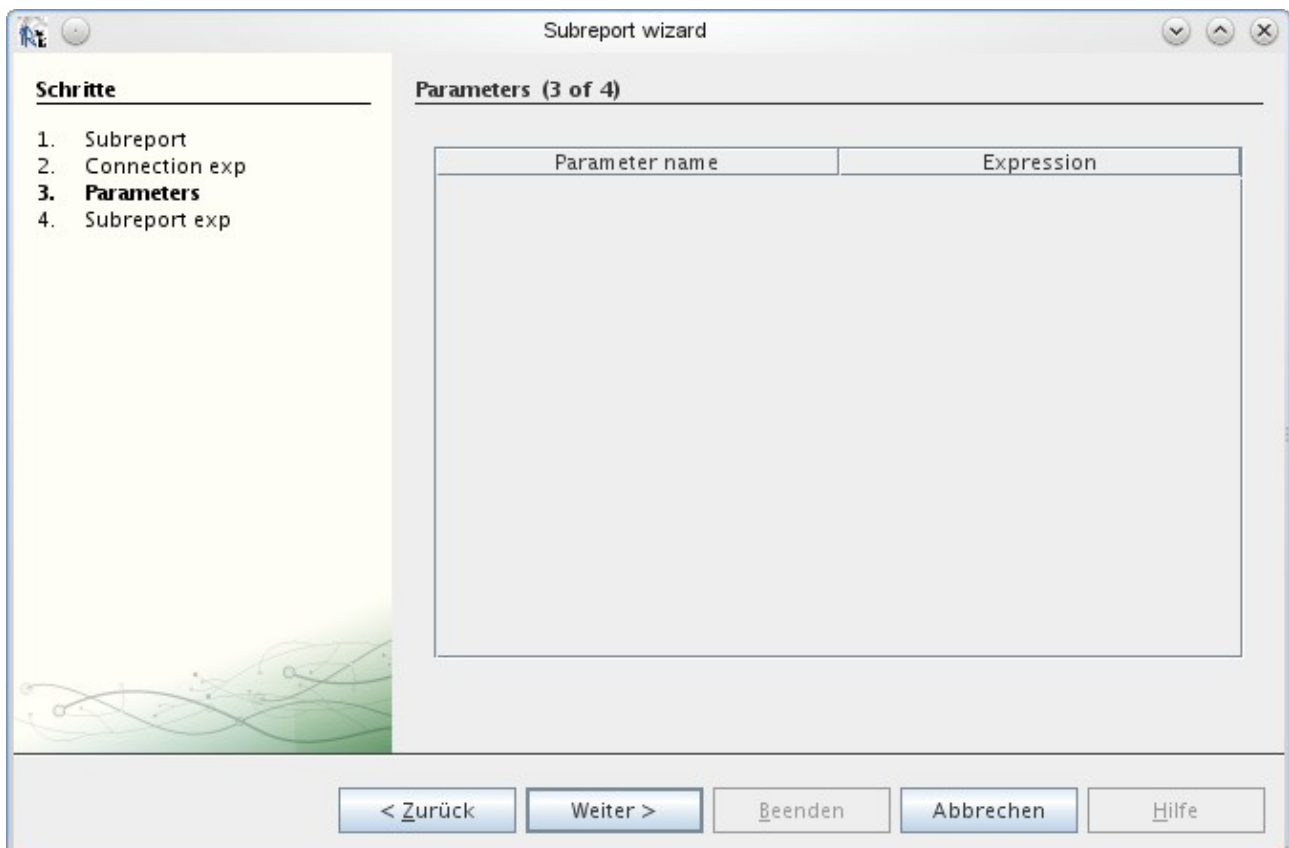 Subreport wizard
Schritte
1. Subreport
2. Connection exp
3. Parameters
4. Subreport exp
Parameters (3 of 4)
Parameter name Expression
< Zurück Weiter > Beenden Abbrechen Hilfe